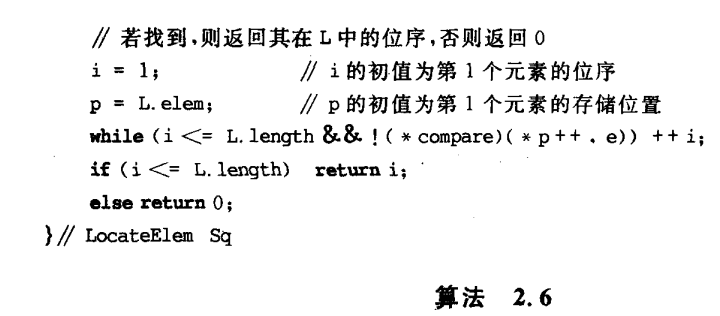 // 若找到,则返回其在 L 中的位序,否则返回 0
i = 1; // i 的初值为第 1 个元素的位序
p = L.elem; // p 的初值为第 1 个元素的存储位置
while (i <= L.length && !(*compare)(*p++ . e)) ++i;
if (i <= L.length) return i;
else return 0;
}// LocateElem Sq
算法 2.6